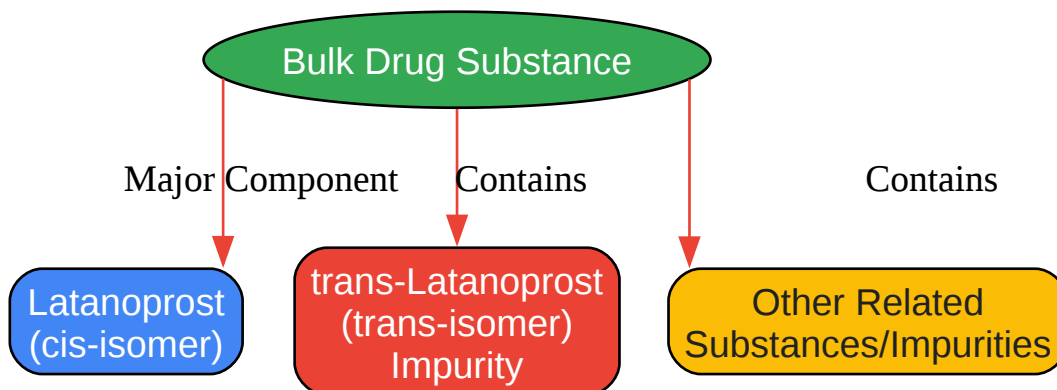 Bulk Drug Substance
Major Component
Contains
Contains
Latanoprost
(cis-isomer)
trans-Latanoprost
(trans-isomer)
Impurity
Other Related
Substances/Impurities